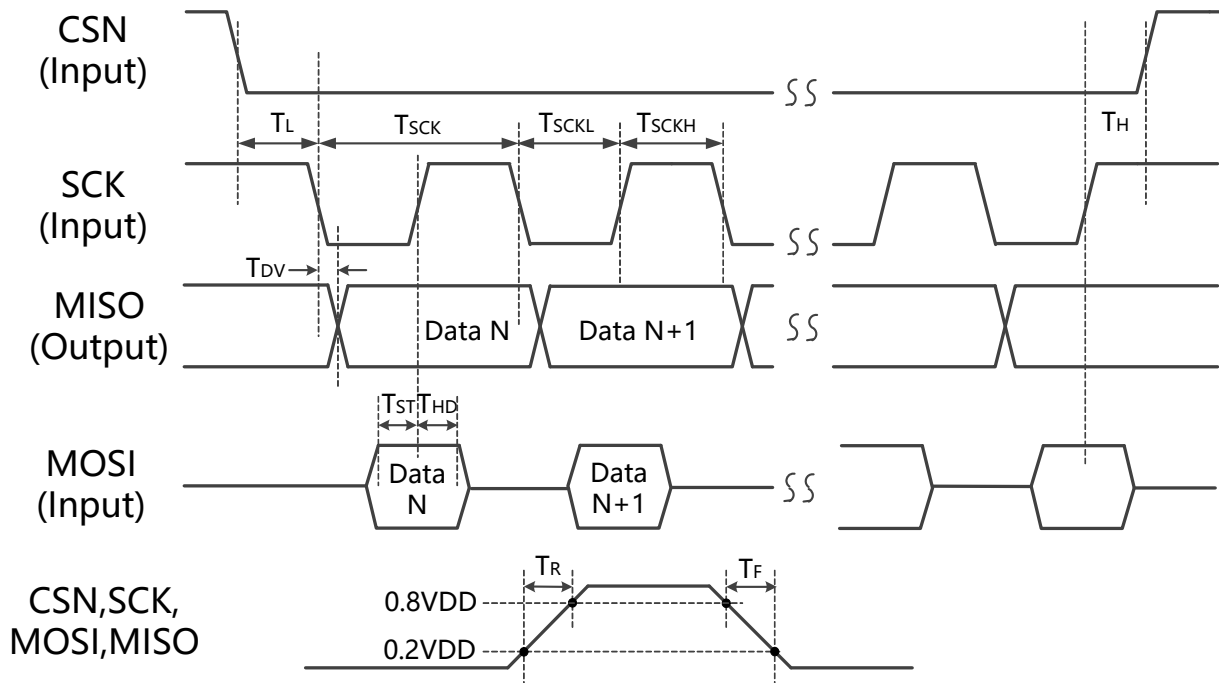 CSN
(Input)
TL
TSCK
TSCKL
TSCKH
TH
SCK
(Input)
TDV
MISO
(Output)
Data N
Data N+1
TST
THD
MOSI
(Input)
Data
N
Data
N+1
TR
TF
CSN,SCK,
MOSI,MISO
0.8VDD
0.2VDD